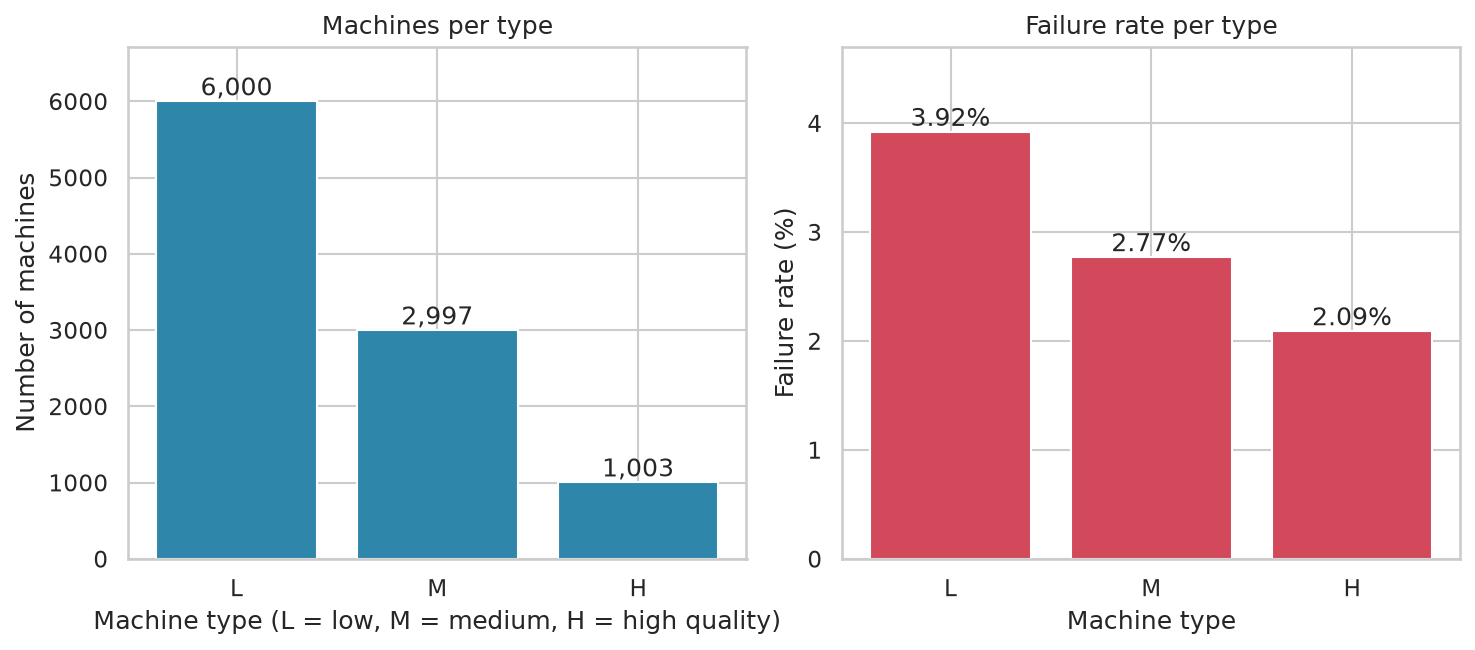 Machines per type
Number of machines
6000
5000
4000
3000
2000
1000
0
6,000
2,997
1,003
L M H
Machine type (L = low, M = medium, H = high quality)
Failure rate per type
Failure rate (%)
4
3
2
1
0
3.92%
2.77%
2.09%
L M H
Machine type